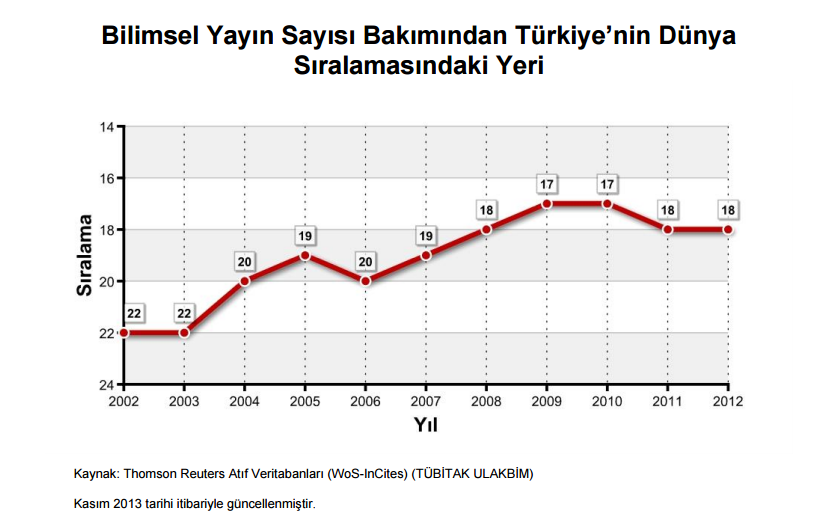 Bilimsel Yayın Sayısı Bakımından Türkiye’nin Dünya
Sıralamasındaki Yeri
14
16
18
20
22
24
Sıralama
22
22
20
19
20
19
18
17
17
18
18
2002 2003 2004 2005 2006 2007 2008 2009 2010 2011 2012
Yıl
Kaynak: Thomson Reuters Atıf Veritabanları (WoS-InCites) (TÜBİTAK ULAKBİM)
Kasım 2013 tarihi itibariyle güncellenmiştir.